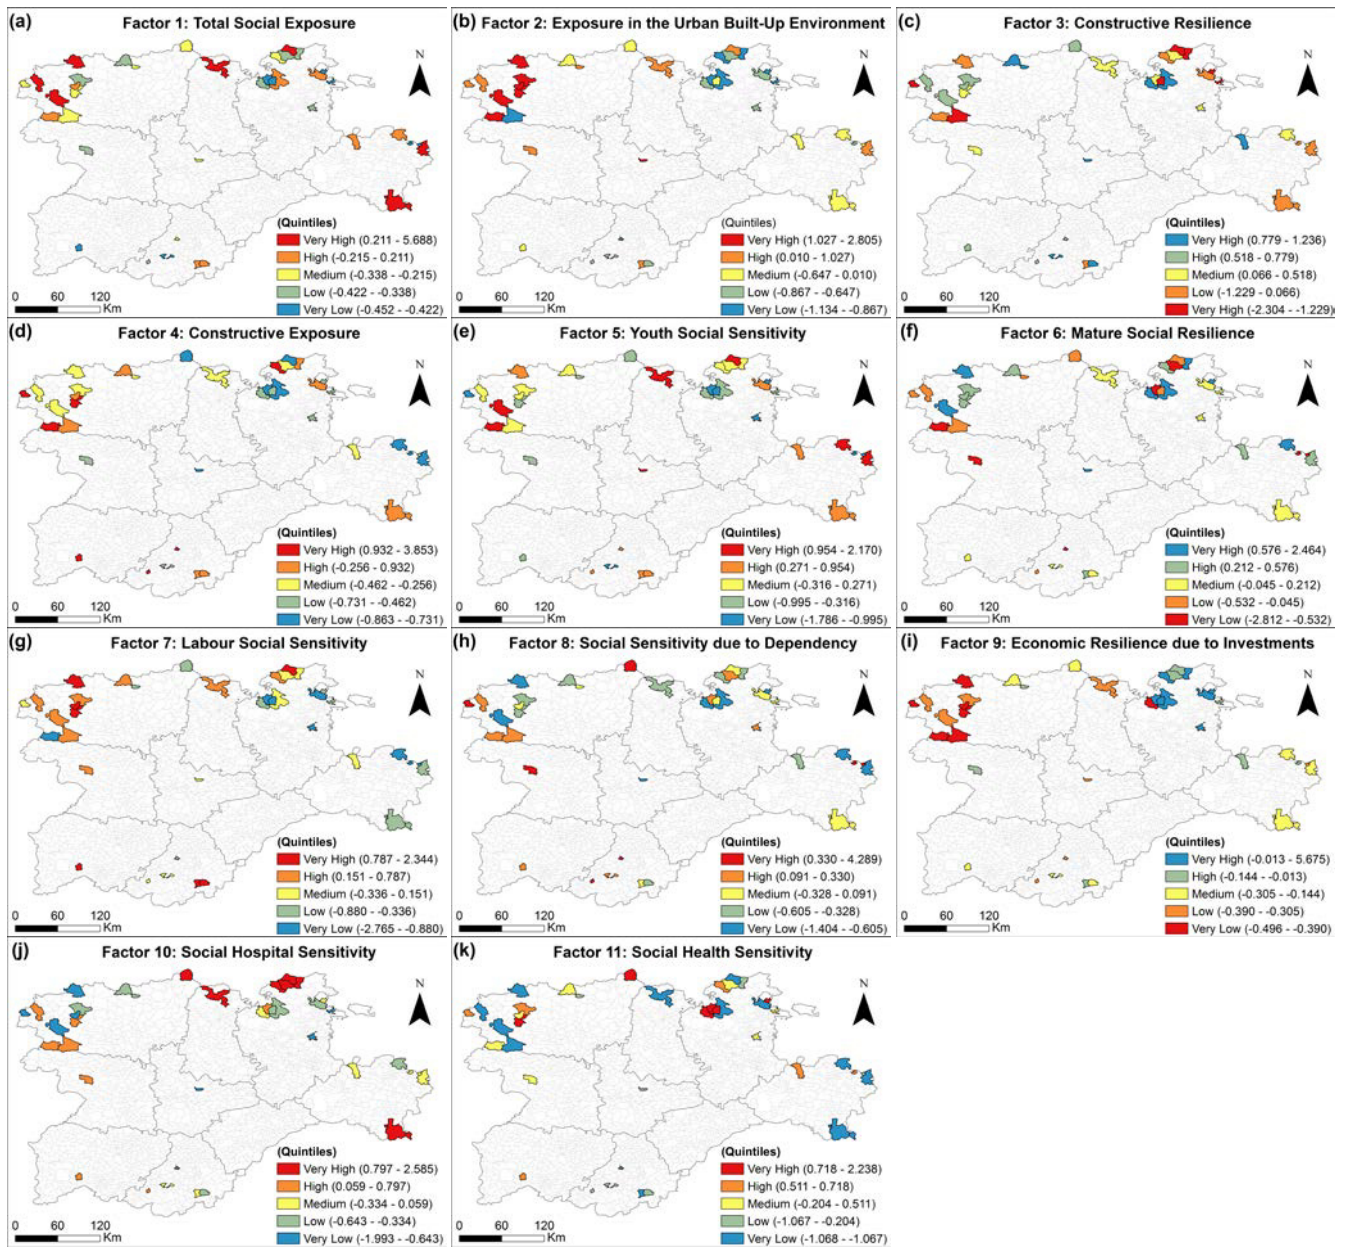 (a) Factor 1: Total Social Exposure
N
(Quintiles)
Very High (0.211 - 5.688)
High (-0.215 - 0.211)
Medium (-0.338 - -0.215)
Low (-0.422 - -0.338)
Very Low (-0.452 - -0.422)
0 60 120
Km
(b) Factor 2: Exposure in the Urban Built-Up Environment
N
(Quintiles)
Very High (1.027 - 2.805)
High (0.010 - 1.027)
Medium (-0.647 - 0.010)
Low (-0.867 - -0.647)
Very Low (-1.134 - -0.867)
0 60 120
Km
(c) Factor 3: Constructive Resilience
N
(Quintiles)
Very High (0.779 - 1.236)
High (0.518 - 0.779)
Medium (0.066 - 0.518)
Low (-1.229 - 0.066)
Very High (-2.304 - -1.229)
0 60 120
Km
(d) Factor 4: Constructive Exposure
N
(Quintiles)
Very High (0.932 - 3.853)
High (-0.256 - 0.932)
Medium (-0.462 - -0.256)
Low (-0.731 - -0.462)
Very Low (-0.863 - -0.731)
0 60 120
Km
(e) Factor 5: Youth Social Sensitivity
N
(Quintiles)
Very High (0.954 - 2.170)
High (0.271 - 0.954)
Medium (-0.316 - 0.271)
Low (-0.995 - -0.316)
Very Low (-1.786 - -0.995)
0 60 120
Km
(f) Factor 6: Mature Social Resilience
N
(Quintiles)
Very High (0.576 - 2.464)
High (0.212 - 0.576)
Medium (-0.045 - 0.212)
Low (-0.532 - -0.045)
Very High (-2.812 - -0.532)
0 60 120
Km
(g) Factor 7: Labour Social Sensitivity
N
(Quintiles)
Very High (0.787 - 2.344)
High (0.151 - 0.787)
Medium (-0.336 - 0.151)
Low (-0.880 - -0.336)
Very Low (-2.765 - -0.880)
0 60 120
Km
(h) Factor 8: Social Sensitivity due to Dependency
N
(Quintiles)
Very High (0.330 - 4.289)
High (0.091 - 0.330)
Medium (-0.328 - 0.091)
Low (-0.605 - -0.328)
Very Low (-1.404 - -0.605)
0 60 120
Km
(i) Factor 9: Economic Resilience due to Investments
N
(Quintiles)
Very High (-0.013 - 5.675)
High (-0.144 - -0.013)
Medium (-0.305 - -0.144)
Low (-0.390 - -0.305)
Very Low (-0.496 - -0.390)
0 60 120
Km
(j) Factor 10: Social Hospital Sensitivity
N
(Quintiles)
Very High (0.797 - 2.585)
High (0.059 - 0.797)
Medium (-0.334 - 0.059)
Low (-0.643 - -0.334)
Very Low (-1.993 - -0.643)
0 60 120
Km
(k) Factor 11: Social Health Sensitivity
N
(Quintiles)
Very High (0.718 - 2.238)
High (0.511 - 0.718)
Medium (-0.204 - 0.511)
Low (-1.067 - -0.204)
Very Low (-1.068 - -1.067)
0 60 120
Km